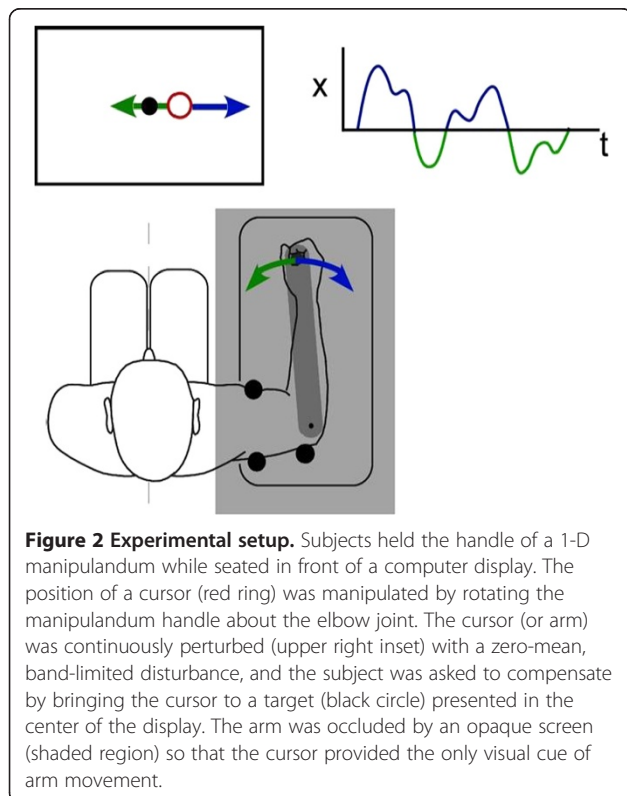 X
t
Figure 2 Experimental setup. Subjects held the handle of a 1-D
manipulandum while seated in front of a computer display. The
position of a cursor (red ring) was manipulated by rotating the
manipulandum handle about the elbow joint. The cursor (or arm)
was continuously perturbed (upper right inset) with a zero-mean,
band-limited disturbance, and the subject was asked to compensate
by bringing the cursor to a target (black circle) presented in the
center of the display. The arm was occluded by an opaque screen
(shaded region) so that the cursor provided the only visual cue of
arm movement.